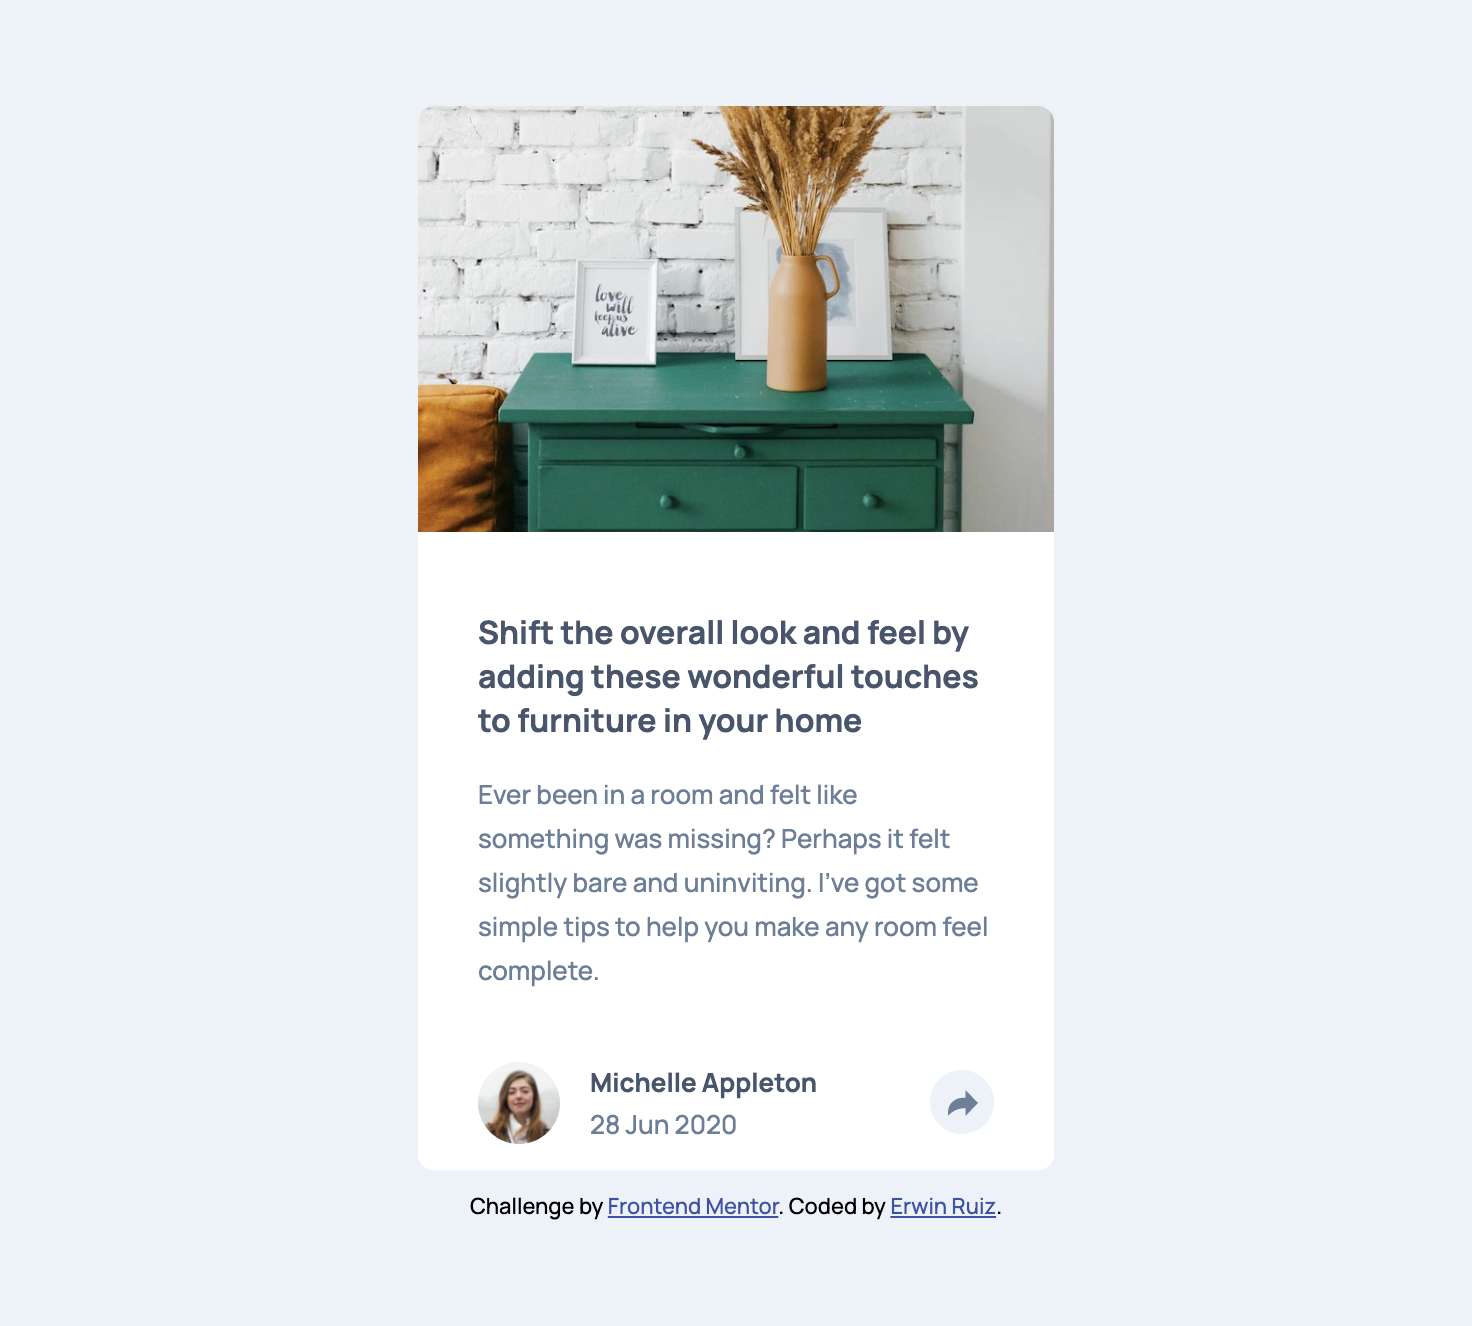 love
will
keep us
alive
Shift the overall look and feel by
adding these wonderful touches
to furniture in your home
Ever been in a room and felt like
something was missing? Perhaps it felt
slightly bare and uninviting. I’ve got some
simple tips to help you make any room feel
complete.
Michelle Appleton
28 Jun 2020
Challenge by Frontend Mentor. Coded by Erwin Ruiz.